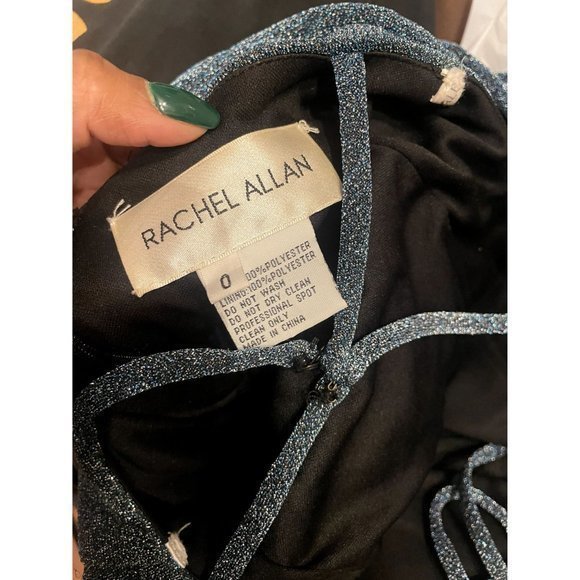 RACHEL ALLAN
0
100%POLYESTER
LINING:100%POLYESTER
DO NOT WASH
DO NOT DRY CLEAN
PROFESSIONAL SPOT
CLEAN ONLY
MADE IN CHINA